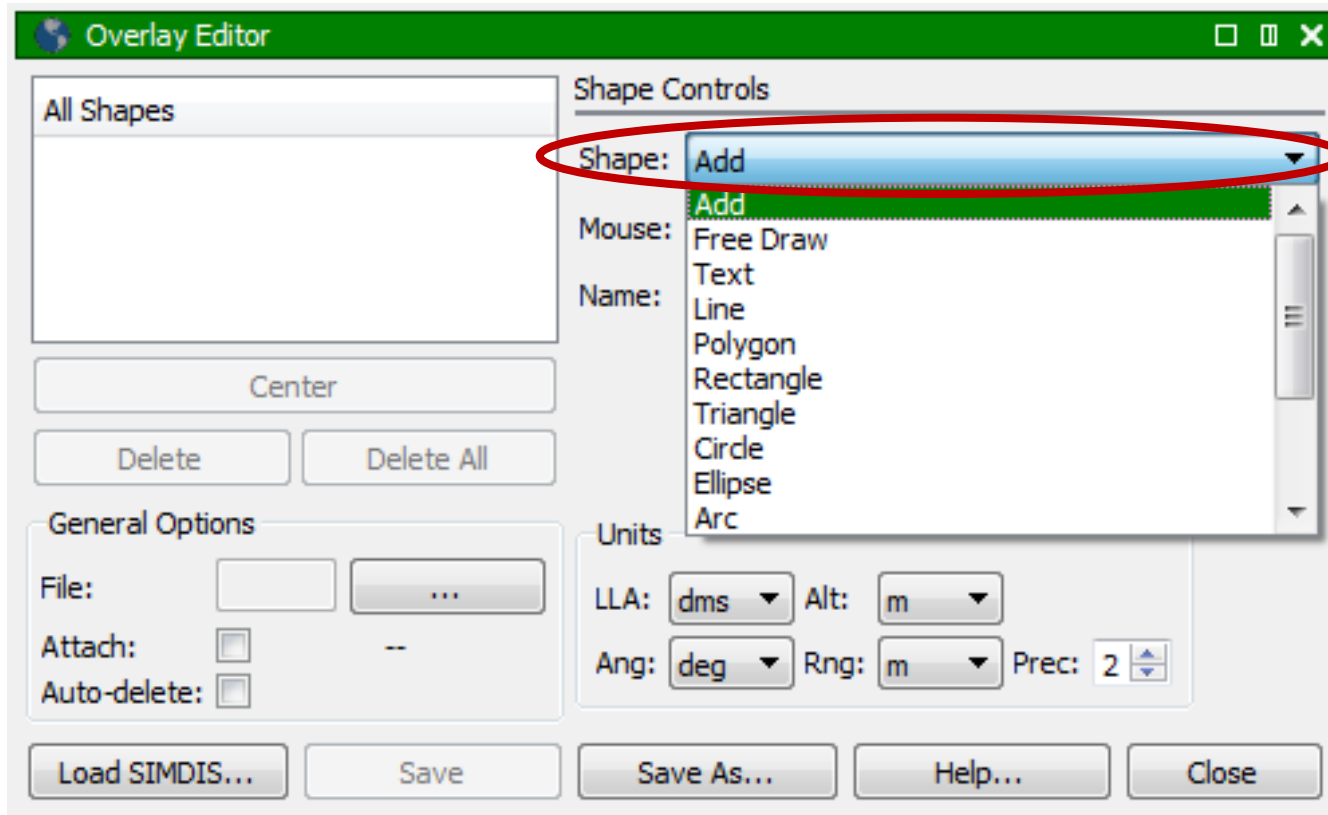 Overlay Editor
All Shapes
Shape Controls
Shape: Add
Add
Mouse:
Free Draw
Text
Name:
Line
Polygon
Rectangle
Triangle
Circle
Ellipse
Arc
Center
Delete Delete All
General Options
File: ...
Attach: --
Auto-delete:
Units
LLA: dms Alt: m
Ang: deg Rng: m Prec: 2
Load SIMDIS... Save Save As... Help... Close